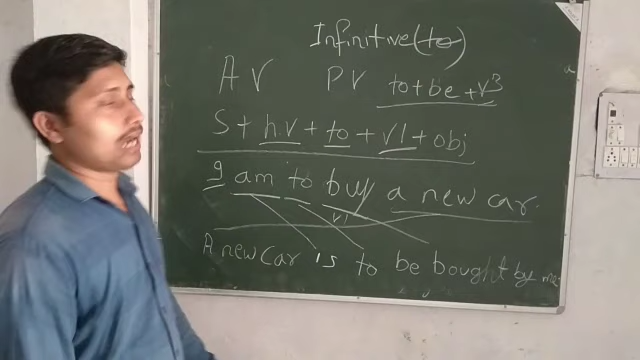 Infinitive (to)
AV PV to+be+V3
S+ h.v + to + v1 + obj
I am to buy a new car.
V1
A new car is to be bought by me